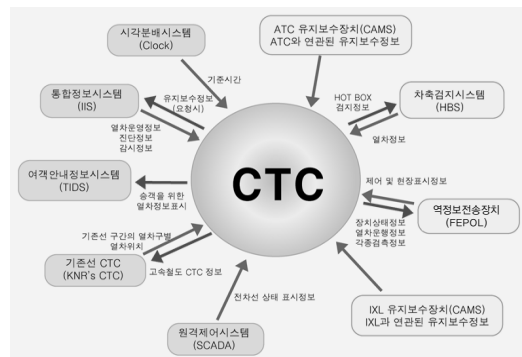 시각분배시스템
(Clock)
ATC 유지보수장치(CAMS)
ATC와 연관된 유지보수정보
기준시간
통합정보시스템
(IIS)
유지보수정보
(요청시)
HOT BOX
검지정보
차축검지시스템
(HBS)
열차운영정보
진단정보
감시정보
열차정보
CTC
여객안내정보시스템
(TIDS)
승객을 위한
열차정보표시
제어 및 현장표시정보
역정보전송장치
(FEPOL)
장치상태정보
열차운행정보
각종검측정보
기존선 구간의 열차구별
열차위치
기존선 CTC
(KNR's CTC)
고속철도 CTC 정보
전차선 상태 표시정보
IXL 유지보수장치(CAMS)
IXL과 연관된 유지보수정보
원격제어시스템
(SCADA)